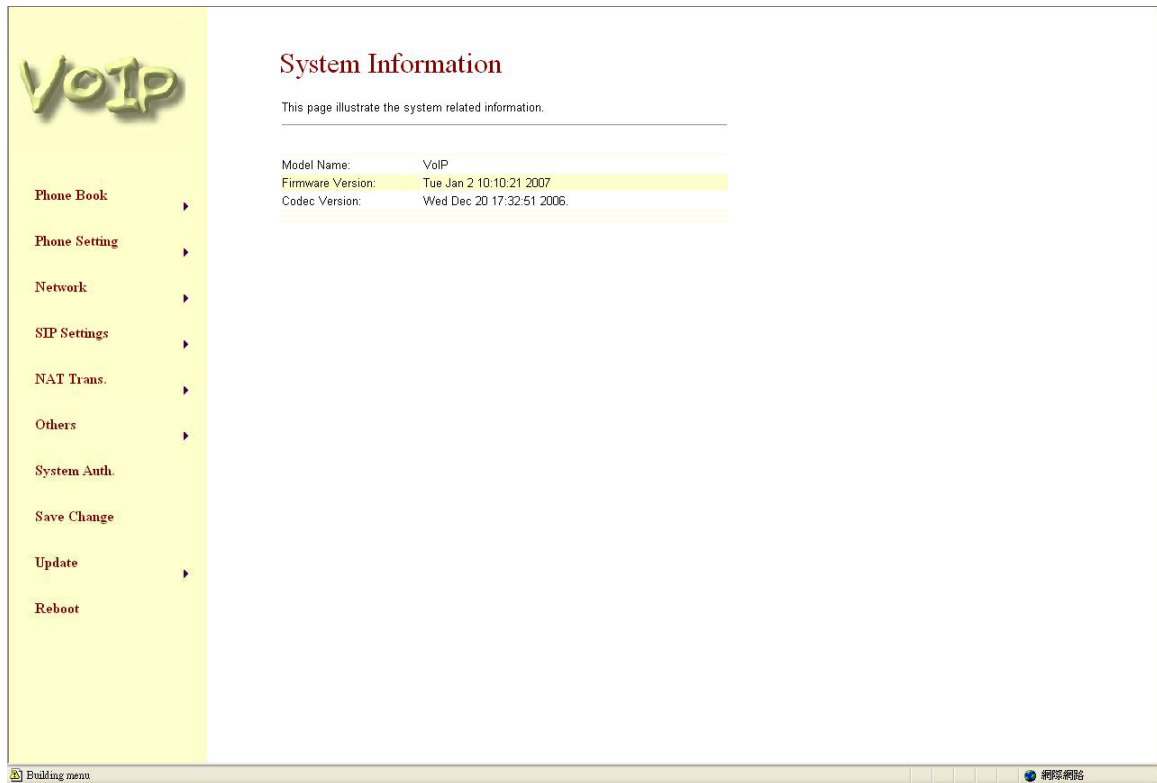 VoIP
Phone Book
Phone Setting
Network
SIP Settings
NAT Trans.
Others
System Auth.
Save Change
Update
Reboot
System Information
This page illustrate the system related information.
Model Name: VoIP
Firmware Version: Tue Jan 2 10:10:21 2007
Codec Version: Wed Dec 20 17:32:51 2006.
Building menu
網際網路